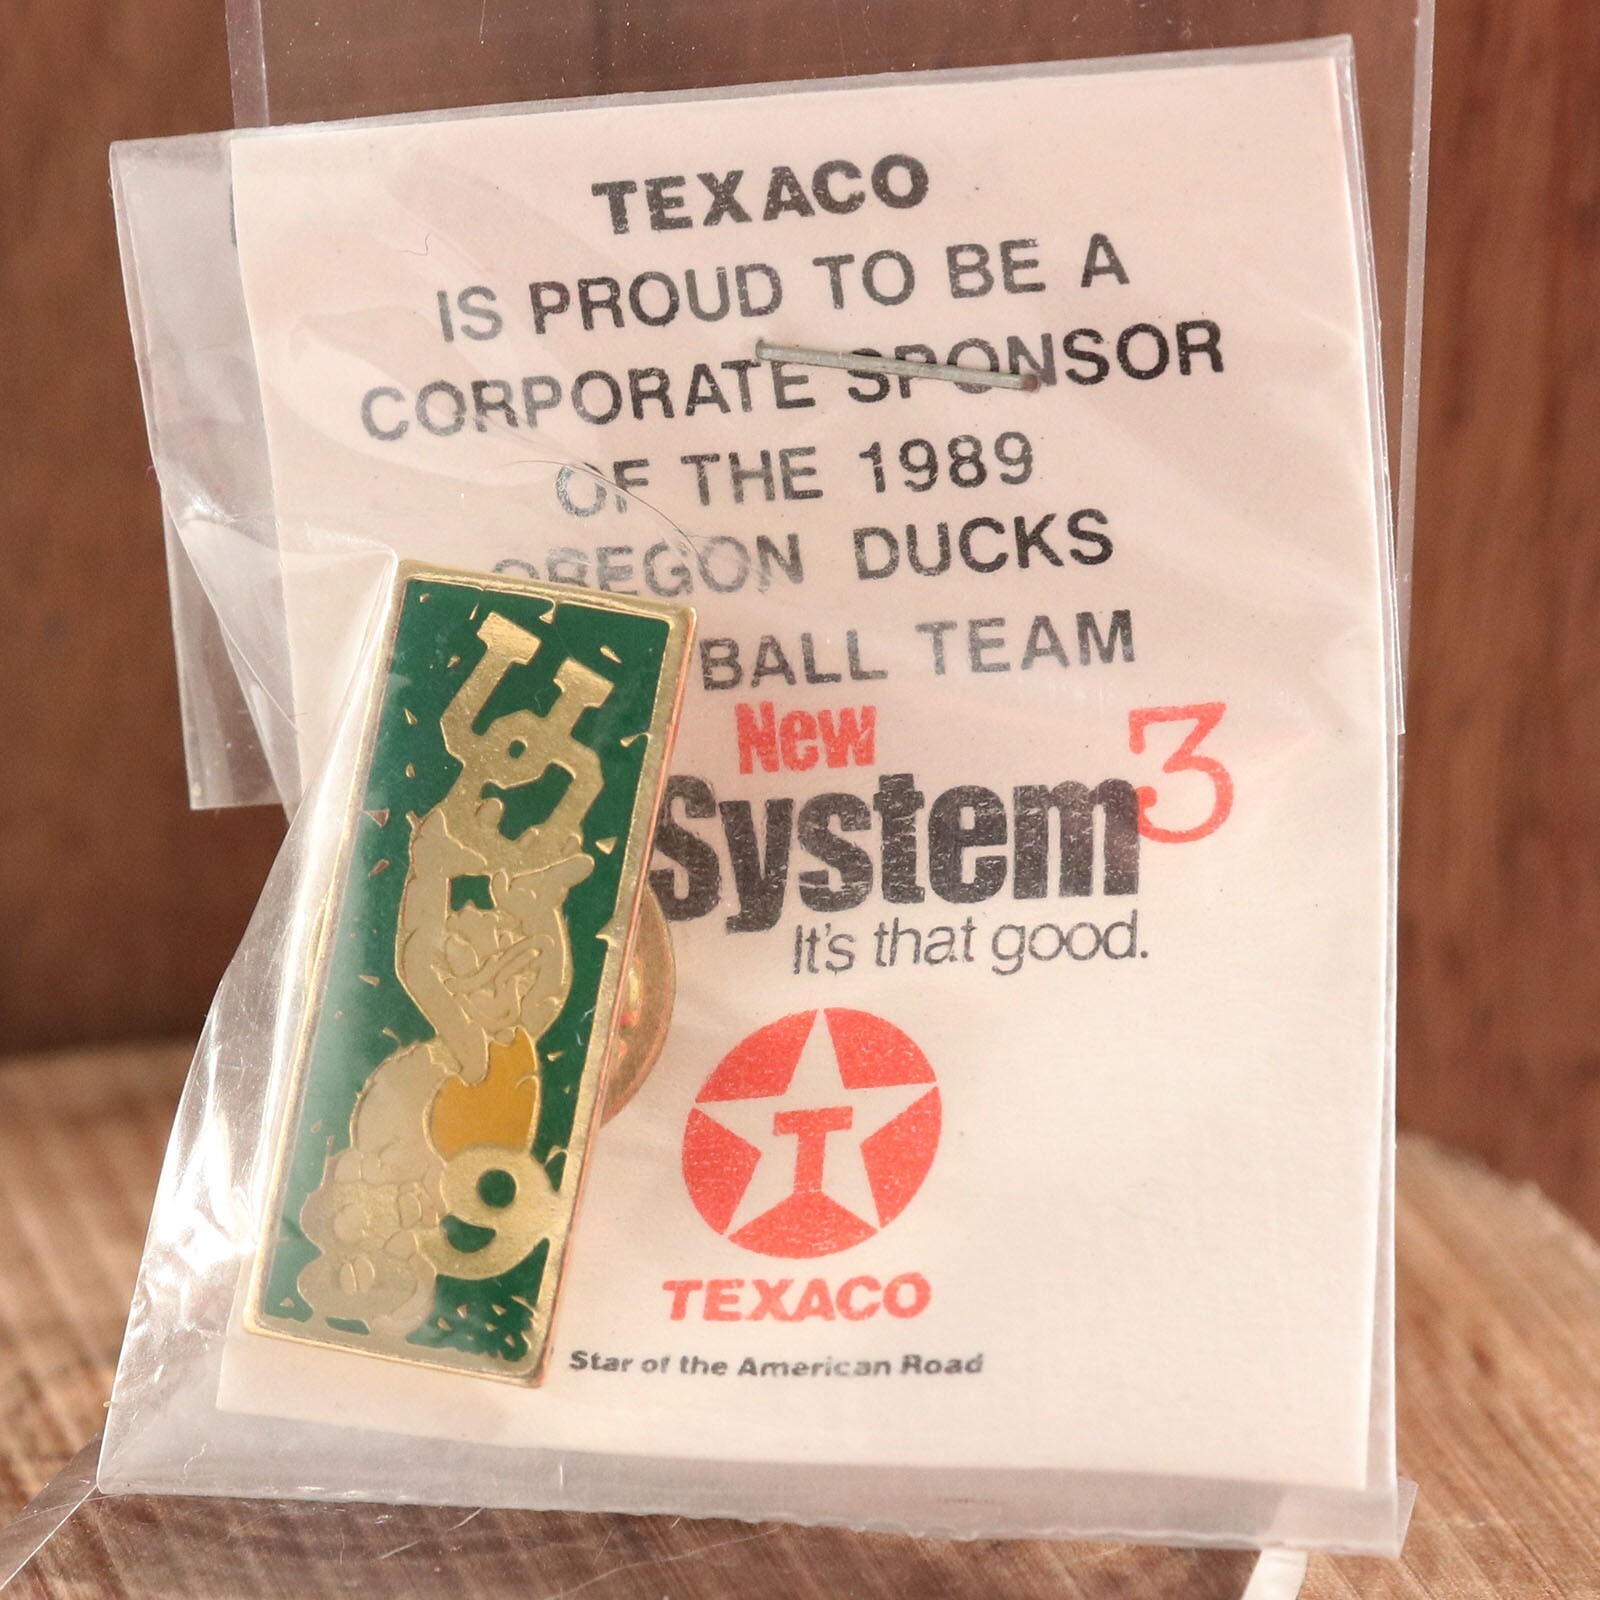 TEXACO
IS PROUD TO BE A
CORPORATE SPONSOR
OF THE 1989
OREGON DUCKS
BALL TEAM
New
System3
It's that good.
T
TEXACO
Star of the American Road